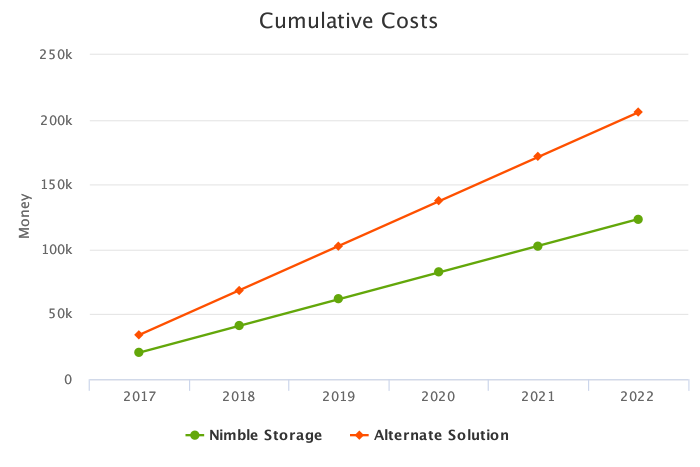 Cumulative Costs
250k
200k
150k
100k
50k
0
Money
2017 2018 2019 2020 2021 2022
Nimble Storage Alternate Solution